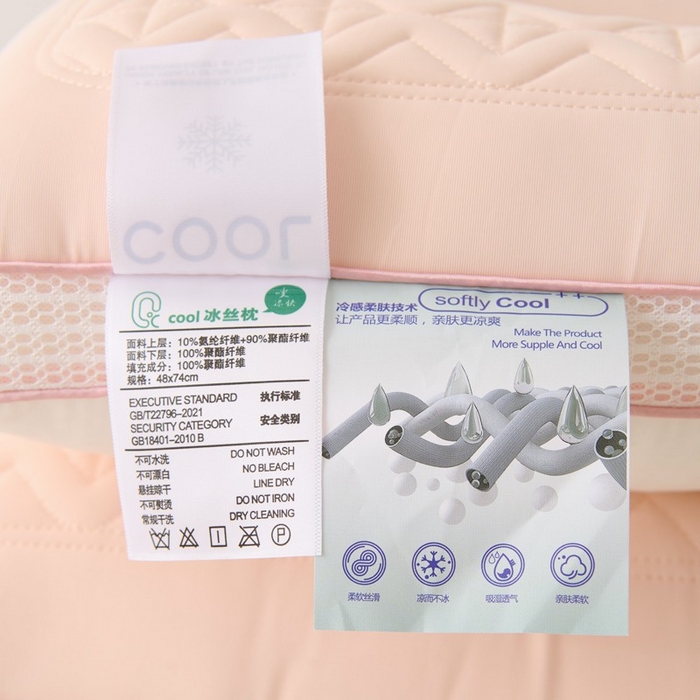 COOL
cool 冰丝枕
面料上层：10%氨纶纤维+90%聚酯纤维
面料下层：100%聚酯纤维
填充成分：100%聚酯纤维
规格：48x74cm
EXECUTIVE STANDARD 执行标准
GB/T22796-2021
SECURITY CATEGORY 安全类别
GB18401-2010 B
不可水洗 DO NOT WASH
不可漂白 NO BLEACH
悬挂晾干 LINE DRY
不可熨烫 DO NOT IRON
常规干洗 DRY CLEANING
P
冷感柔肤技术 softly Cool ++
让产品更柔顺，亲肤更凉爽
Make The Product
More Supple And Cool
柔软丝滑 凉而不冰 吸湿透气 亲肤柔软